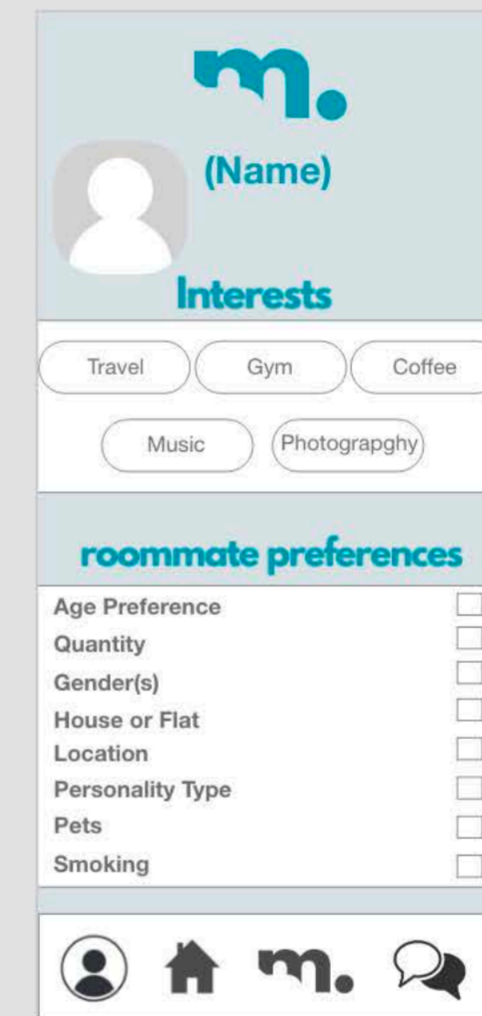 m.
(Name)
Interests
Travel Gym Coffee
Music Photograpghy
roommate preferences
Age Preference
Quantity
Gender(s)
House or Flat
Location
Personality Type
Pets
Smoking
m.